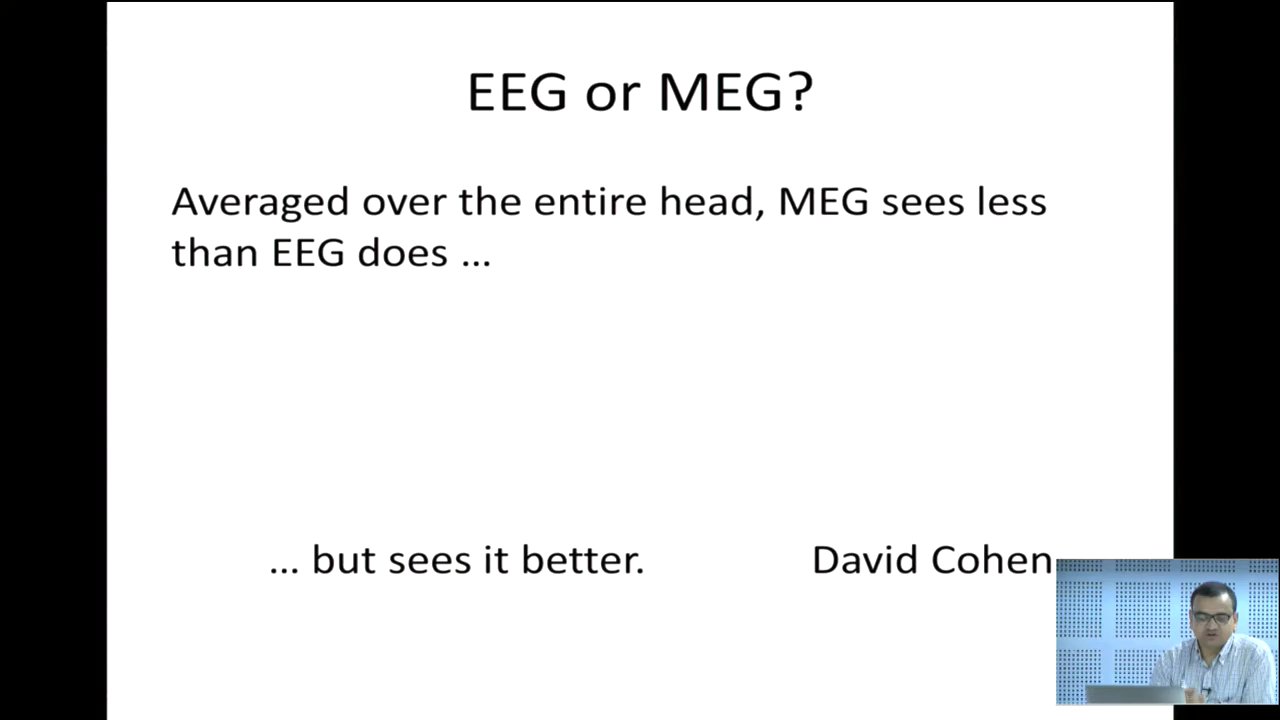 EEG or MEG?
Averaged over the entire head, MEG sees less
than EEG does ...
... but sees it better. David Cohen